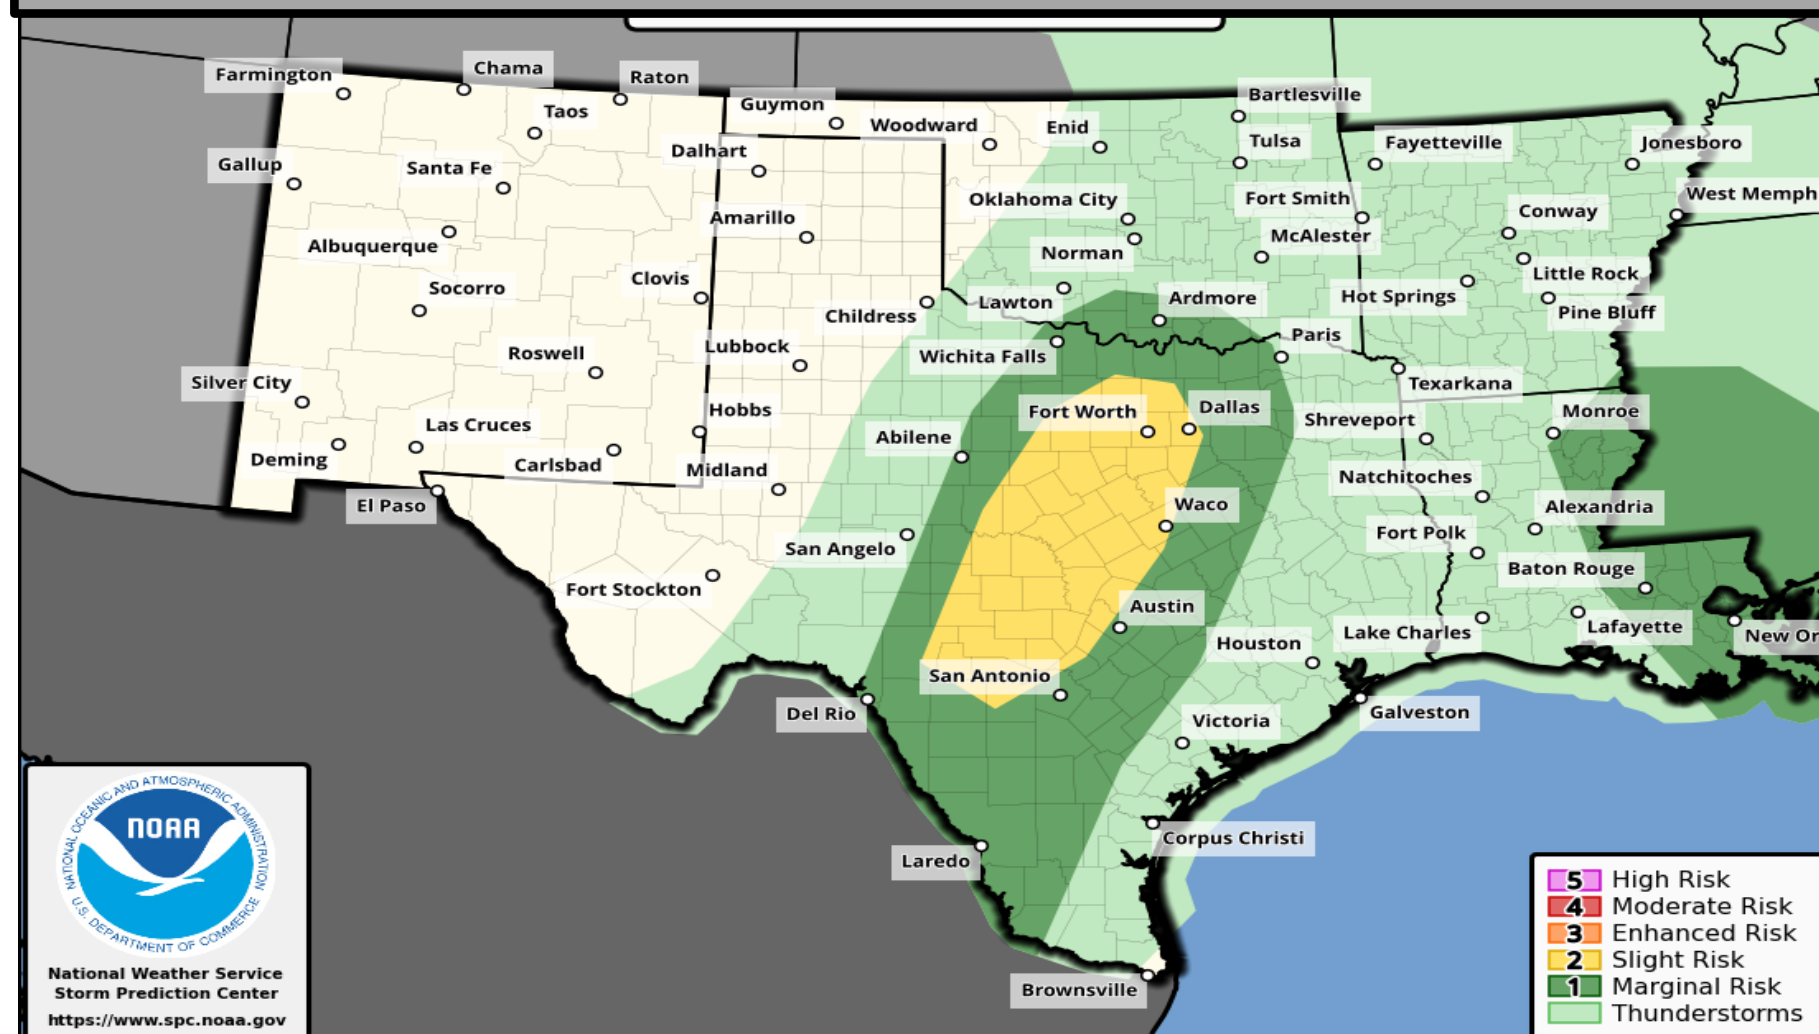 Farmington
Chama
Raton
Taos
Guymon
Woodward
Enid
Bartlesville
Tulsa
Fayetteville
Jonesboro
Gallup
Santa Fe
Dalhart
Amarillo
Oklahoma City
Fort Smith
Conway
West Memph
Albuquerque
Norman
McAlester
Little Rock
Socorro
Clovis
Childress
Lawton
Ardmore
Hot Springs
Pine Bluff
Roswell
Lubbock
Wichita Falls
Paris
Silver City
Hobbs
Fort Worth
Dallas
Texarkana
Shreveport
Monroe
Las Cruces
Deming
Carlsbad
Midland
Abilene
El Paso
Natchitoches
Waco
Alexandria
San Angelo
Fort Polk
Fort Stockton
Baton Rouge
Austin
Houston
Lake Charles
Lafayette
New Or
San Antonio
Del Rio
Victoria
Galveston
Corpus Christi
Laredo
Brownsville
NATIONAL OCEANIC AND ATMOSPHERIC ADMINISTRATION
NOAA
U.S. DEPARTMENT OF COMMERCE
National Weather Service
Storm Prediction Center
https://www.spc.noaa.gov
5 High Risk
4 Moderate Risk
3 Enhanced Risk
2 Slight Risk
1 Marginal Risk
Thunderstorms